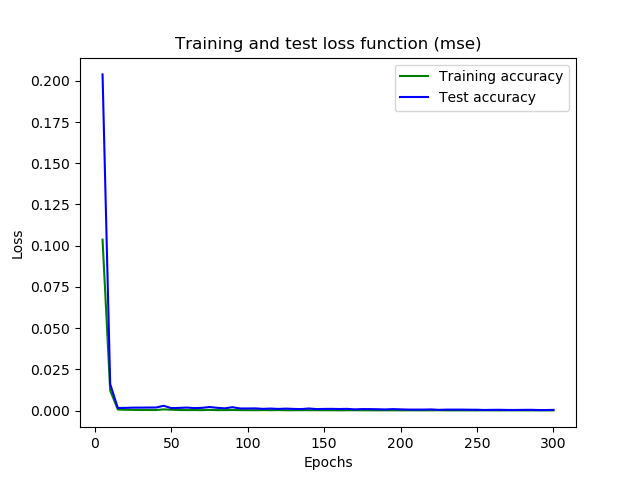 Training and test loss function (mse)
Training accuracy
Test accuracy
0.200
0.175
0.150
0.125
0.100
0.075
0.050
0.025
0.000
Loss
0 50 100 150 200 250 300
Epochs